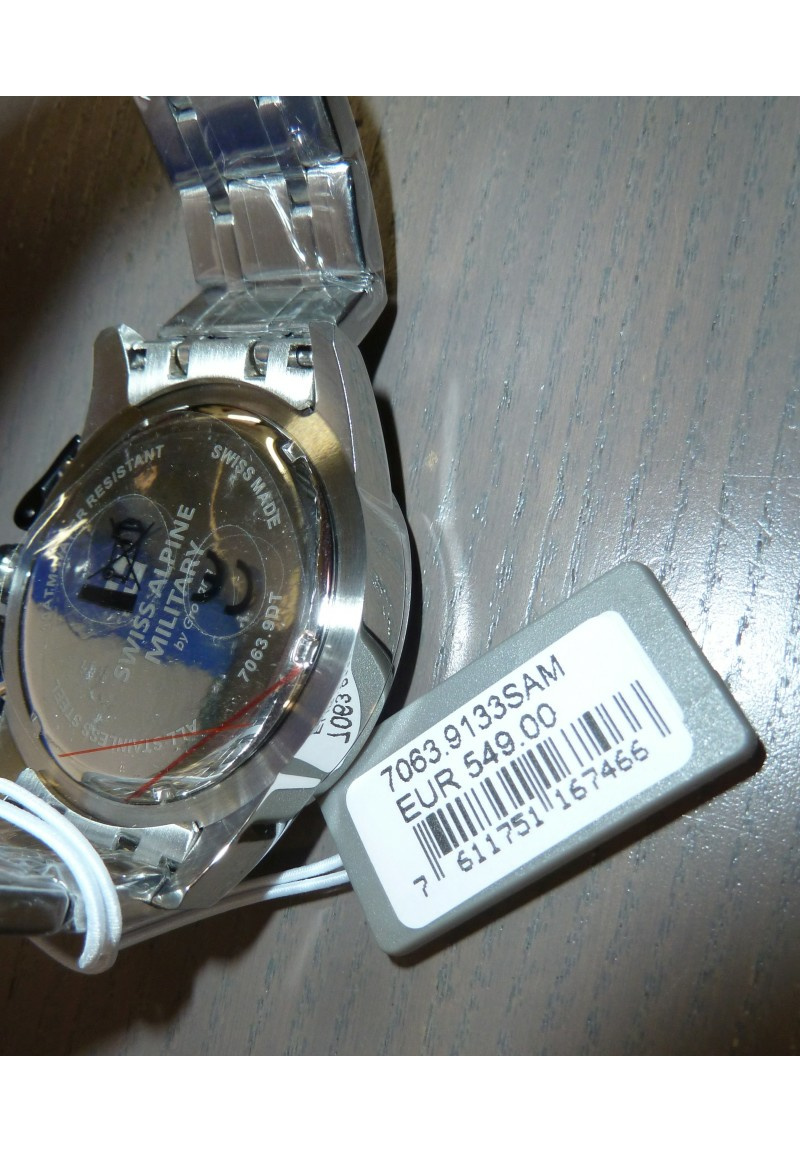 SWISS MADE
RESISTANT
SWISS ALPINE
MILITARY
by
7063.9DT
ALL STAINLESS STEEL
7063.9133SAM
EUR 549.00
7 611751 167466